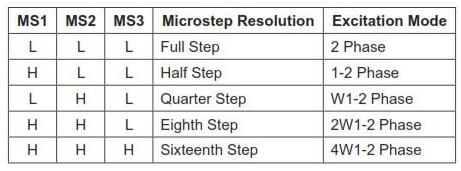 MS1 MS2 MS3 Microstep Resolution Excitation Mode
L L L Full Step 2 Phase
H L L Half Step 1-2 Phase
L H L Quarter Step W1-2 Phase
H H L Eighth Step 2W1-2 Phase
H H H Sixteenth Step 4W1-2 Phase